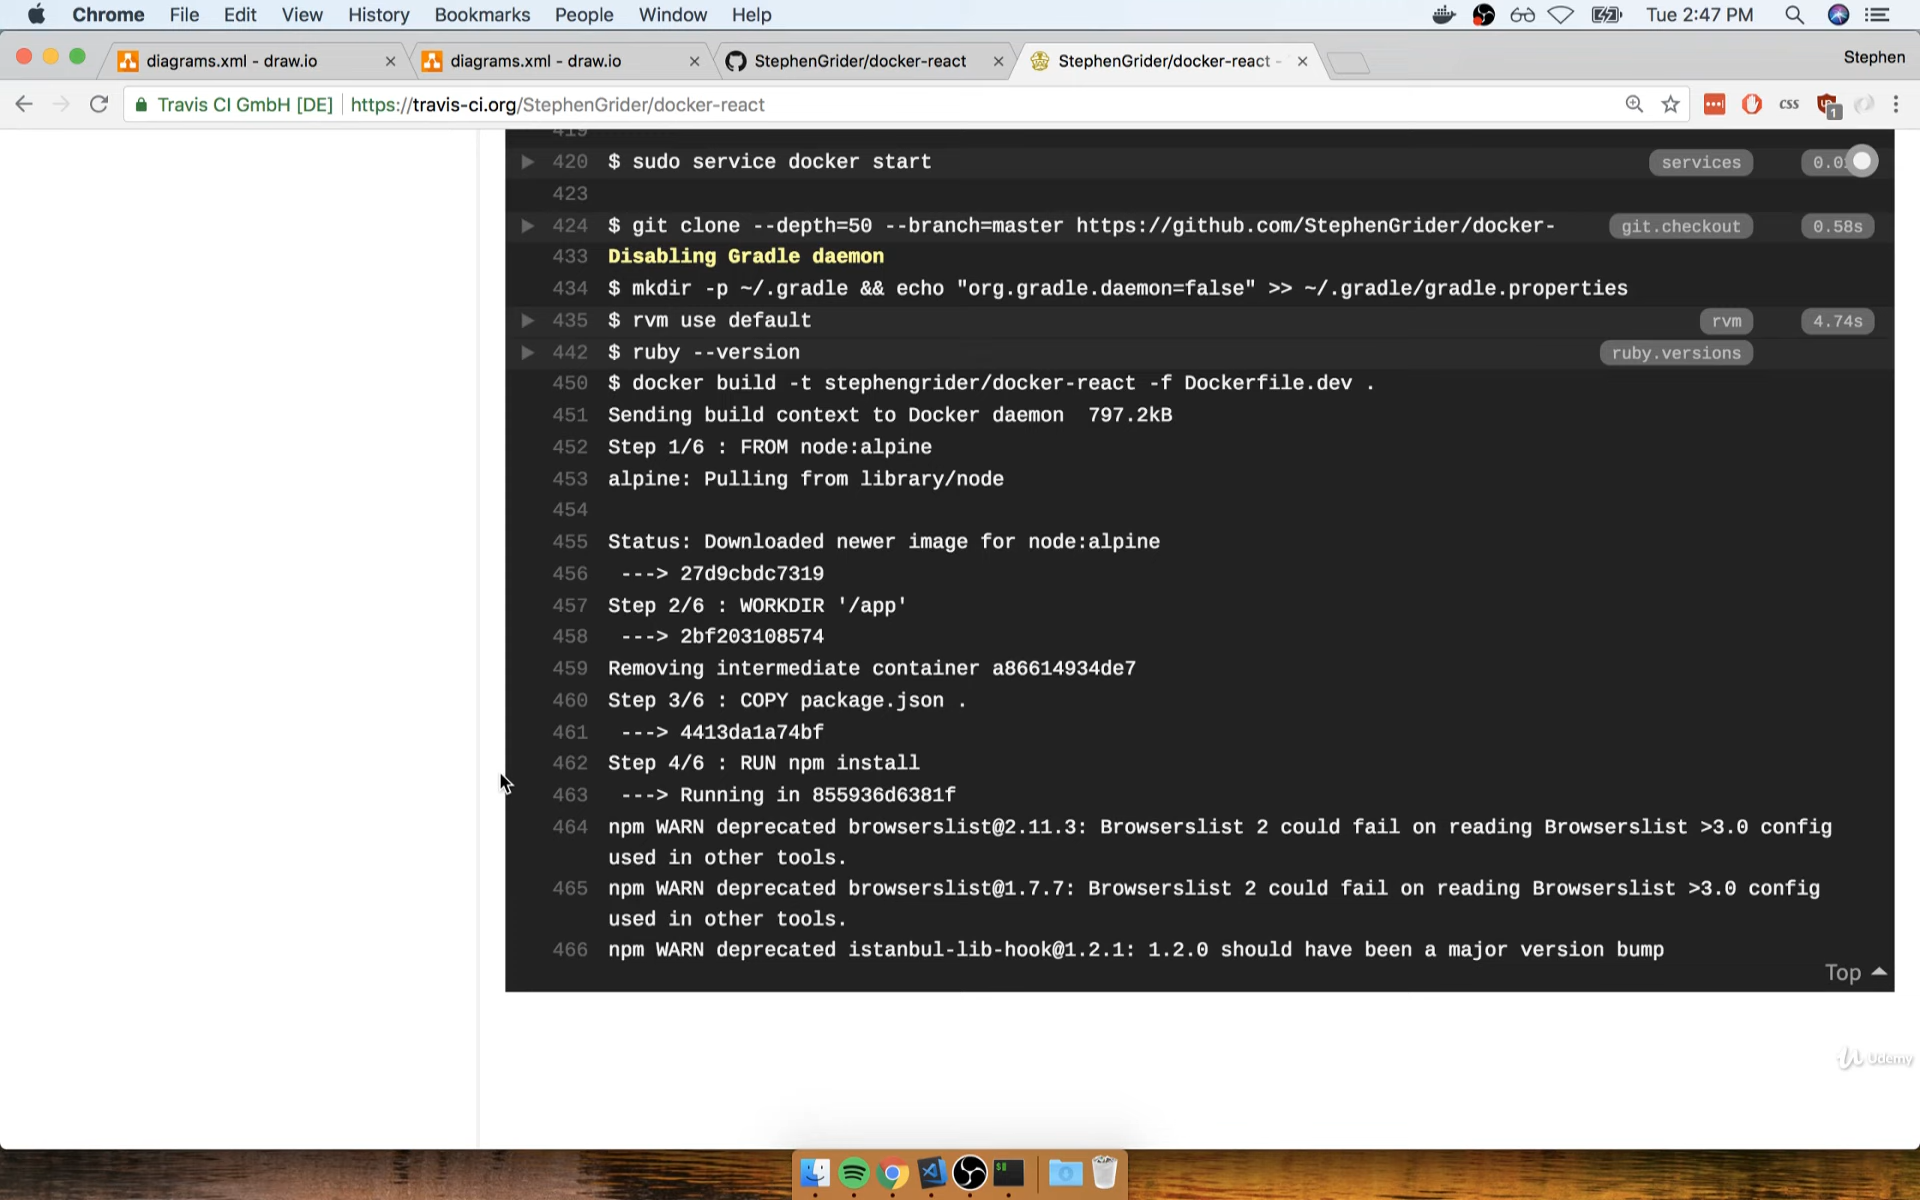 Chrome File Edit View History Bookmarks People Window Help Tue 2:47 PM
diagrams.xml - draw.io diagrams.xml - draw.io StephenGrider/docker-react StephenGrider/docker-react - Stephen
Travis CI GmbH [DE] https://travis-ci.org/StephenGrider/docker-react css 1
419
420 $ sudo service docker start services 0.0
423
424 $ git clone --depth=50 --branch=master https://github.com/StephenGrider/docker- git.checkout 0.58s
433 Disabling Gradle daemon
434 $ mkdir -p ~/.gradle && echo "org.gradle.daemon=false" >> ~/.gradle/gradle.properties
435 $ rvm use default rvm 4.74s
442 $ ruby --version ruby.versions
450 $ docker build -t stephengrider/docker-react -f Dockerfile.dev .
451 Sending build context to Docker daemon  797.2kB
452 Step 1/6 : FROM node:alpine
453 alpine: Pulling from library/node
454
455 Status: Downloaded newer image for node:alpine
456 ---> 27d9cbdc7319
457 Step 2/6 : WORKDIR '/app'
458 ---> 2bf203108574
459 Removing intermediate container a86614934de7
460 Step 3/6 : COPY package.json .
461 ---> 4413da1a74bf
462 Step 4/6 : RUN npm install
463 ---> Running in 855936d6381f
464 npm WARN deprecated browserslist@2.11.3: Browserslist 2 could fail on reading Browserslist >3.0 config
used in other tools.
465 npm WARN deprecated browserslist@1.7.7: Browserslist 2 could fail on reading Browserslist >3.0 config
used in other tools.
466 npm WARN deprecated istanbul-lib-hook@1.2.1: 1.2.0 should have been a major version bump
Top
Udemy